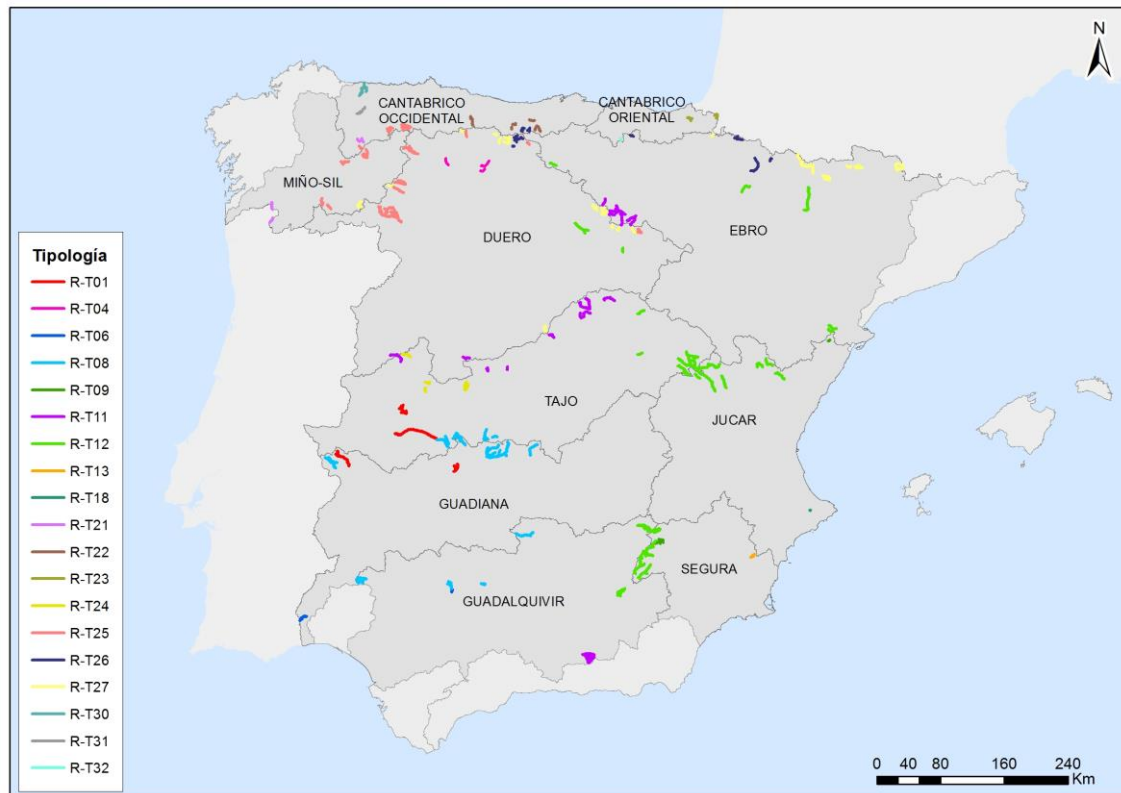 N
CANTABRICO
OCCIDENTAL
CANTABRICO
ORIENTAL
MIÑO-SIL
DUERO
EBRO
TAJO
JUCAR
GUADIANA
SEGURA
GUADALQUIVIR
Tipología
R-T01
R-T04
R-T06
R-T08
R-T09
R-T11
R-T12
R-T13
R-T18
R-T21
R-T22
R-T23
R-T24
R-T25
R-T26
R-T27
R-T30
R-T31
R-T32
0 40 80 160 240
Km